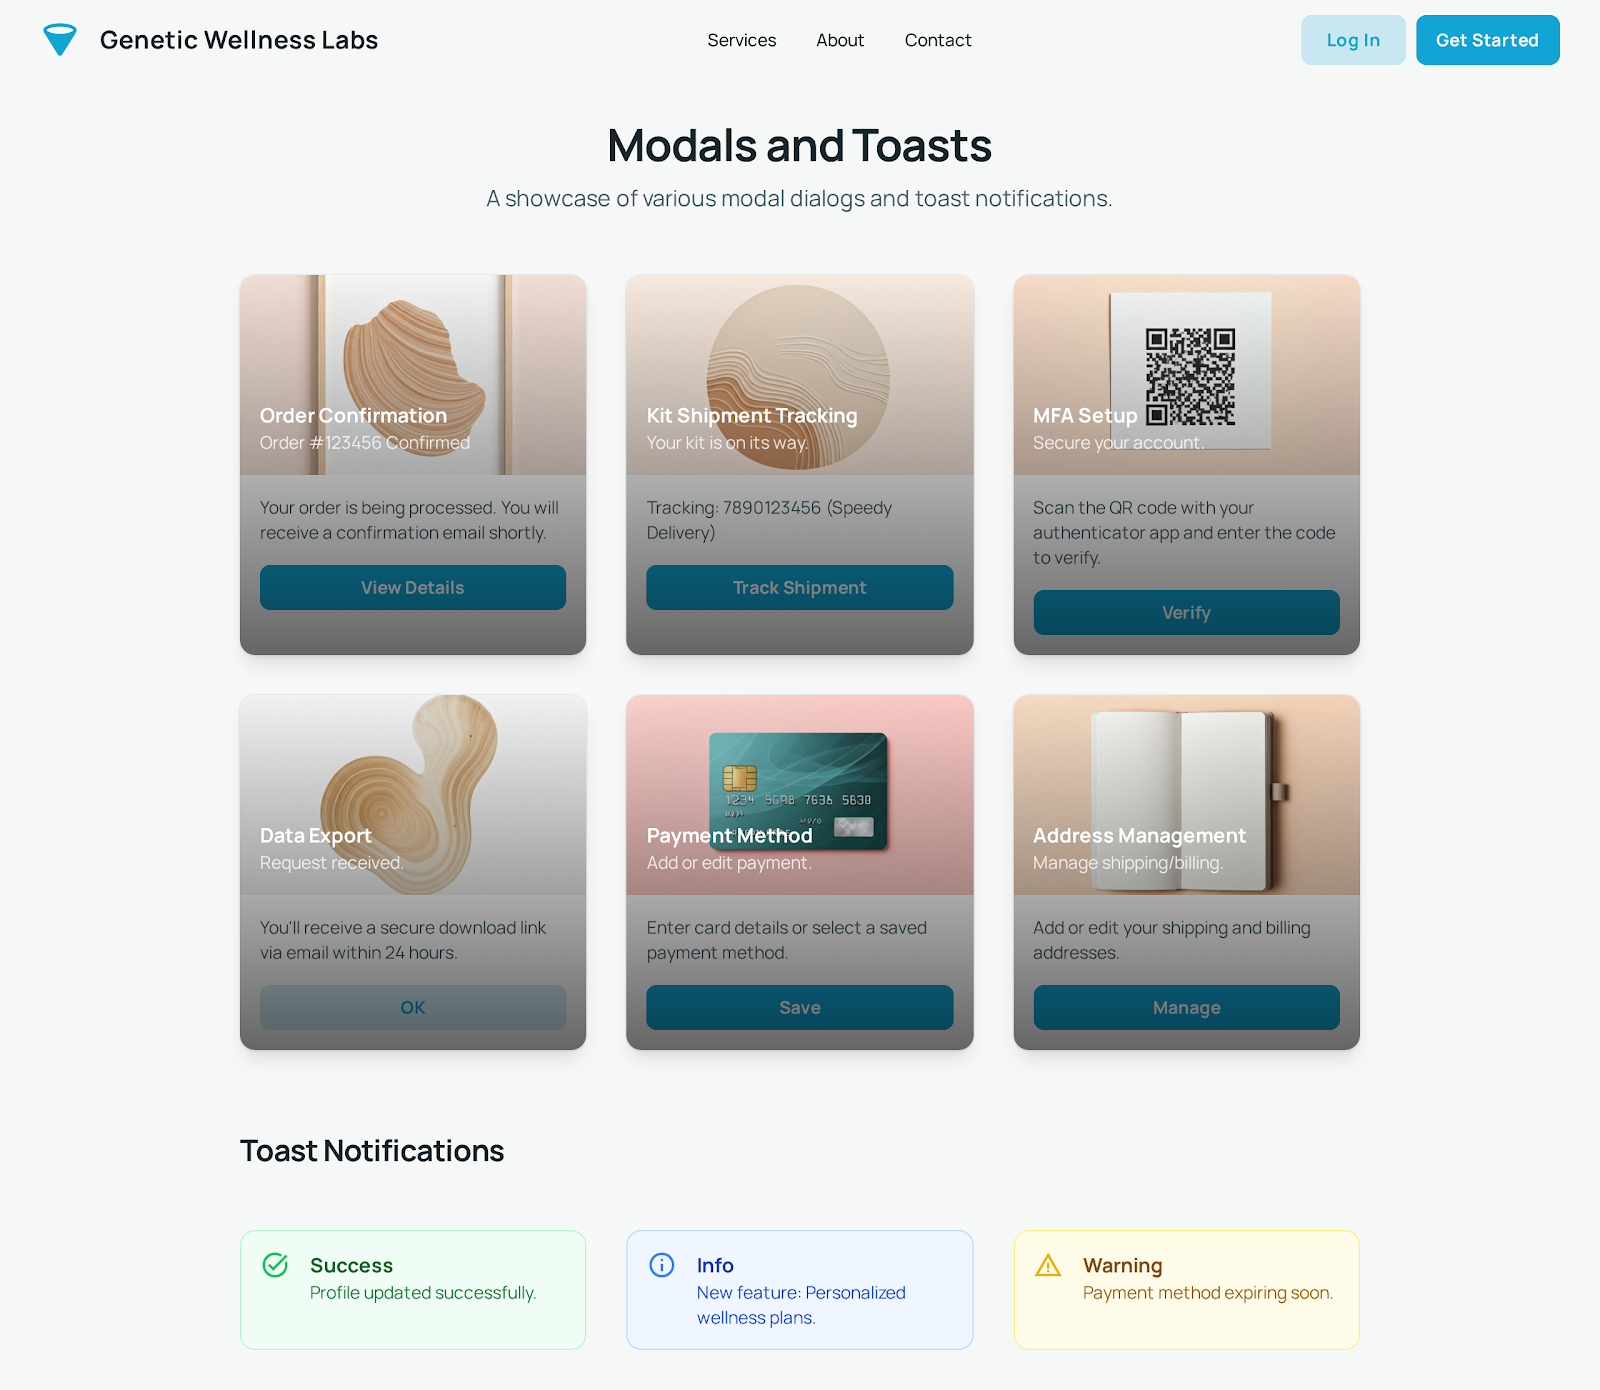 Genetic Wellness Labs
Services
About
Contact
Log In
Get Started
Modals and Toasts
A showcase of various modal dialogs and toast notifications.
Order Confirmation
Order #123456 Confirmed
Your order is being processed. You will
receive a confirmation email shortly.
View Details
Kit Shipment Tracking
Your kit is on its way.
Tracking: 7890123456 (Speedy
Delivery)
Track Shipment
MFA Setup
Secure your account.
Scan the QR code with your
authenticator app and enter the code
to verify.
Verify
Data Export
Request received.
You'll receive a secure download link
via email within 24 hours.
OK
1234 5698 7636 5630
Payment Method
Add or edit payment.
Enter card details or select a saved
payment method.
Save
Address Management
Manage shipping/billing.
Add or edit your shipping and billing
addresses.
Manage
Toast Notifications
Success
Profile updated successfully.
Info
New feature: Personalized
wellness plans.
Warning
Payment method expiring soon.